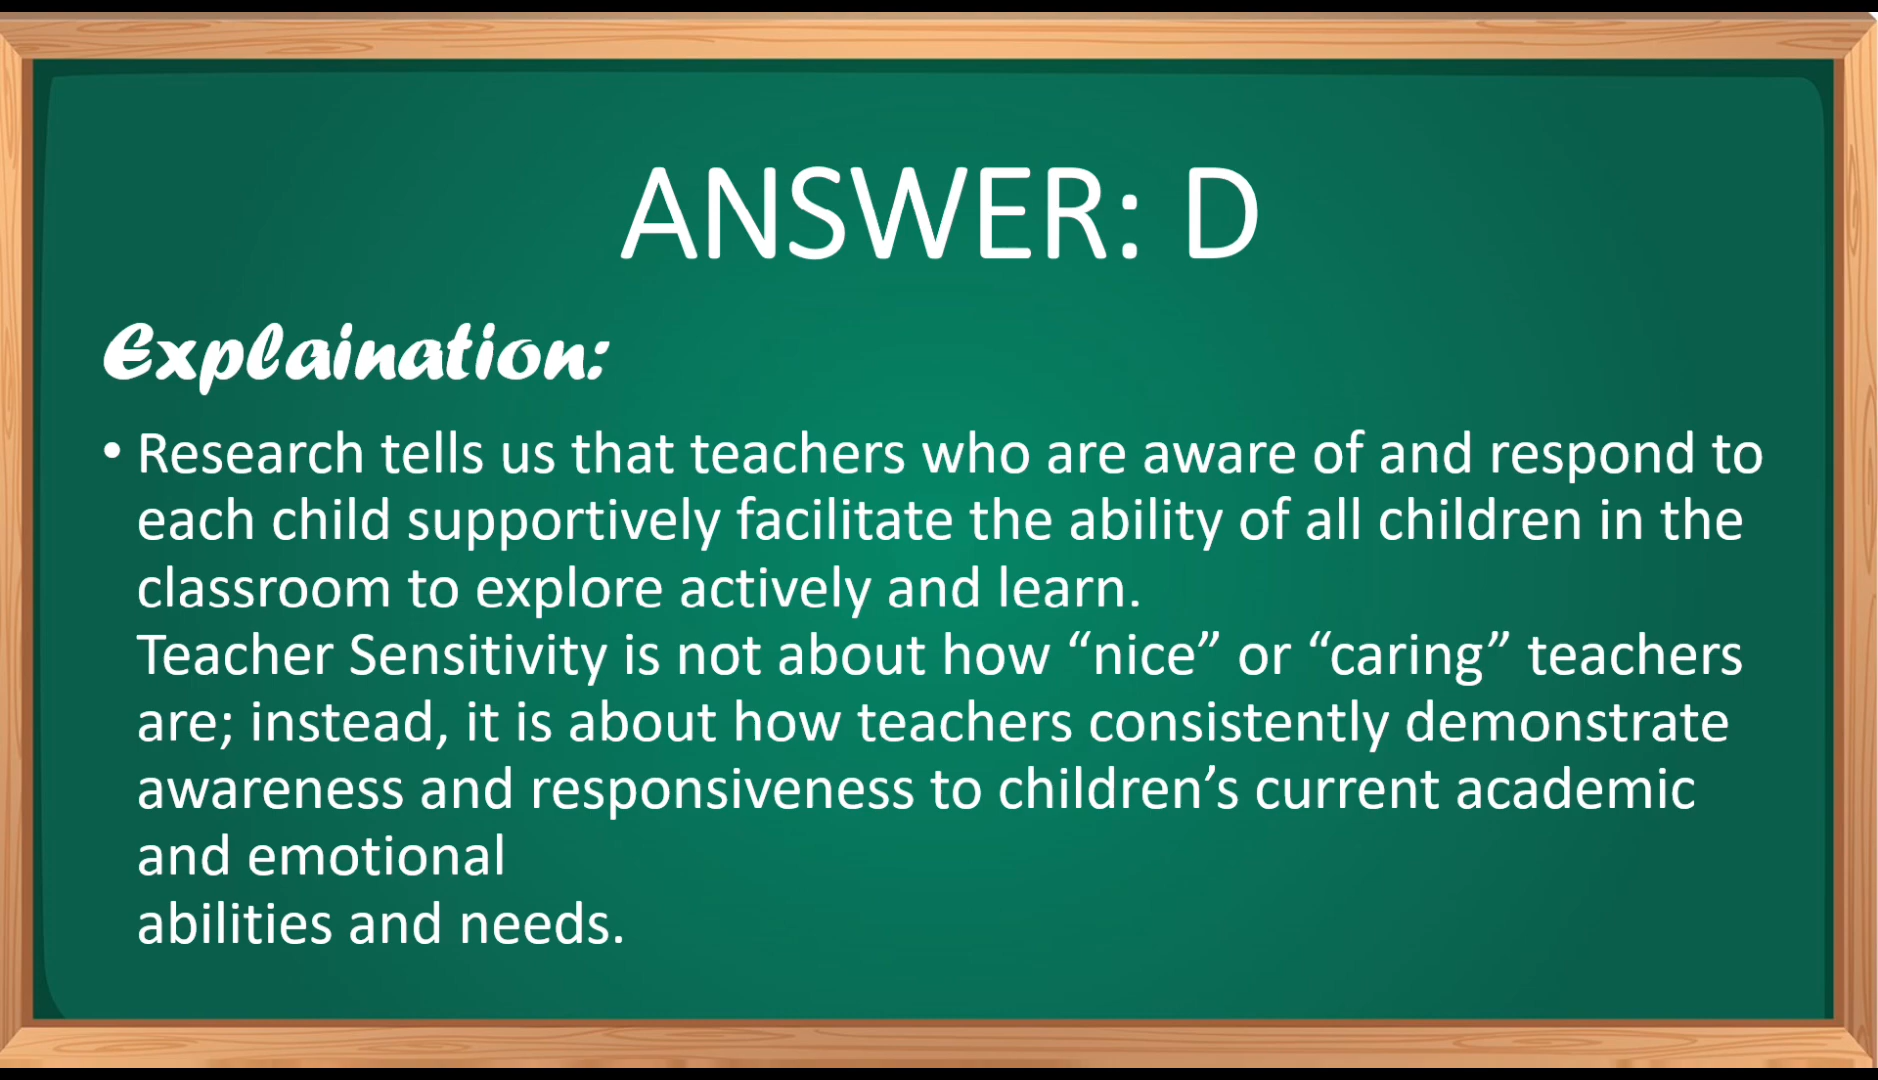 ANSWER: D
Explaination:
• Research tells us that teachers who are aware of and respond to
each child supportively facilitate the ability of all children in the
classroom to explore actively and learn.
Teacher Sensitivity is not about how “nice” or “caring” teachers
are; instead, it is about how teachers consistently demonstrate
awareness and responsiveness to children’s current academic
and emotional
abilities and needs.